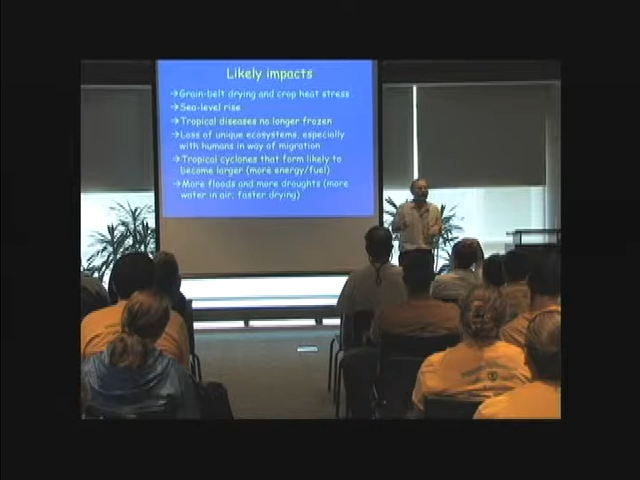 Likely impacts
→Grain-belt drying and crop heat stress
→Sea-level rise
→Tropical diseases no longer frozen
→Loss of unique ecosystems, especially
with humans in way of migration
→Tropical cyclones that form likely to
become larger (more energy/fuel)
→More floods and more droughts (more
water in air; faster drying)